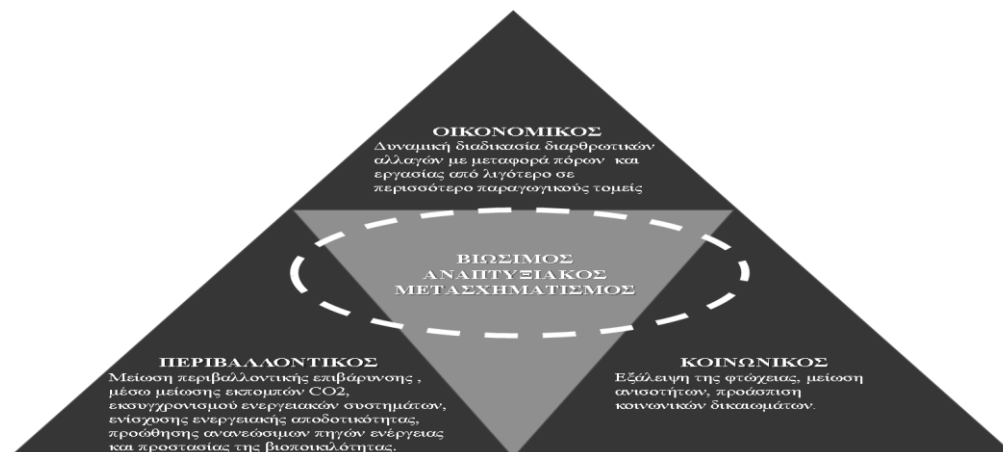 ΟΙΚΟΝΟΜΙΚΟΣ
Δυναμική διαδικασία διαρθρωτικών
αλλαγών με μεταφορά πόρων και
εργασίας από λιγότερο σε
περισσότερο παραγωγικούς τομείς
ΒΙΩΣΙΜΟΣ
ΑΝΑΠΤΥΞΙΑΚΟΣ
ΜΕΤΑΣΧΗΜΑΤΙΣΜΟΣ
ΠΕΡΙΒΑΛΛΟΝΤΙΚΟΣ
Μείωση περιβαλλοντικής επιβάρυνσης ,
μέσω μείωσης εκπομπών CO2,
εκσυγχρονισμού ενεργειακών συστημάτων,
ενίσχυσης ενεργειακής αποδοτικότητας,
προώθησης ανανεώσιμων πηγών ενέργειας
και προστασίας της βιοποικιλότητας.
ΚΟΙΝΩΝΙΚΟΣ
Εξάλειψη της φτώχειας, μείωση
ανισοτήτων, προάσπιση
κοινωνικών δικαιωμάτων.